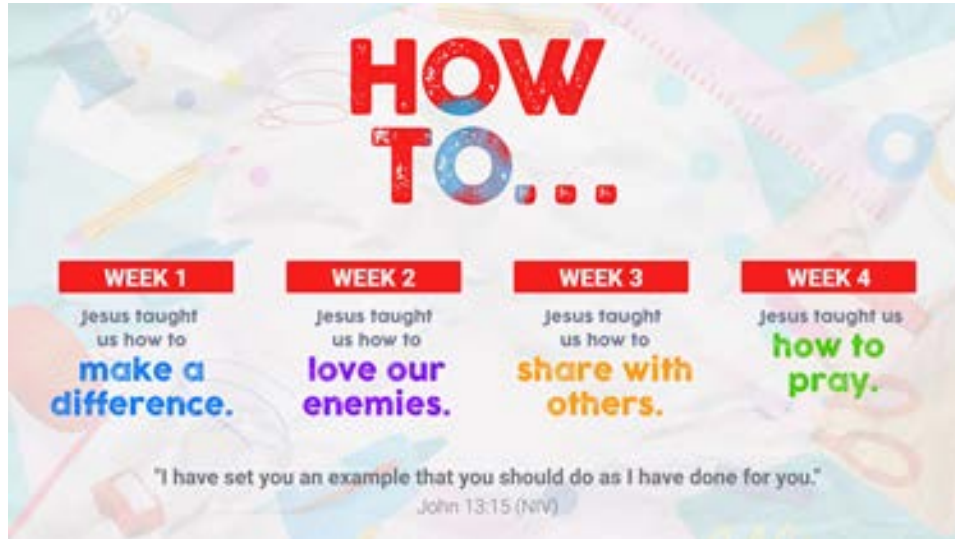 HOW
TO...
WEEK 1
Jesus taught
us how to
make a
difference.
WEEK 2
Jesus taught
us how to
love our
enemies.
WEEK 3
Jesus taught
us how to
share with
others.
WEEK 4
Jesus taught us
how to
pray.
"I have set you an example that you should do as I have done for you."
John 13:15 (NIV)